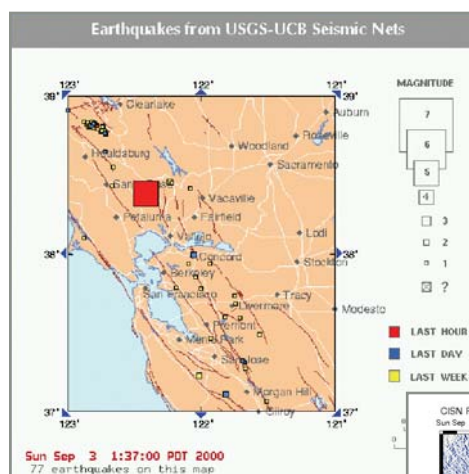 Earthquakes from USGS-UCB Seismic Nets
123° 122° 121°
39° 39°
Clearlake
Auburn
Roseville
Woodland
Healdsburg
Sacramento
Santa
Vacaville
Petaluma
Fairfield
Vallejo
Lodi
38° 38°
Concord
Stockton
Berkeley
San Francisco
Tracy
Livermore
Modesto
Fremont
Menlo Park
San Jose
Morgan Hill
Gilroy
37° 37°
123° 122° 121°
MAGNITUDE
7
6
5
4
3
2
1
?
LAST HOUR
LAST DAY
LAST WEEK
CISN
Sun Sep
Sun Sep 3 1:37:00 PDT 2000
77 earthquakes on this map
0